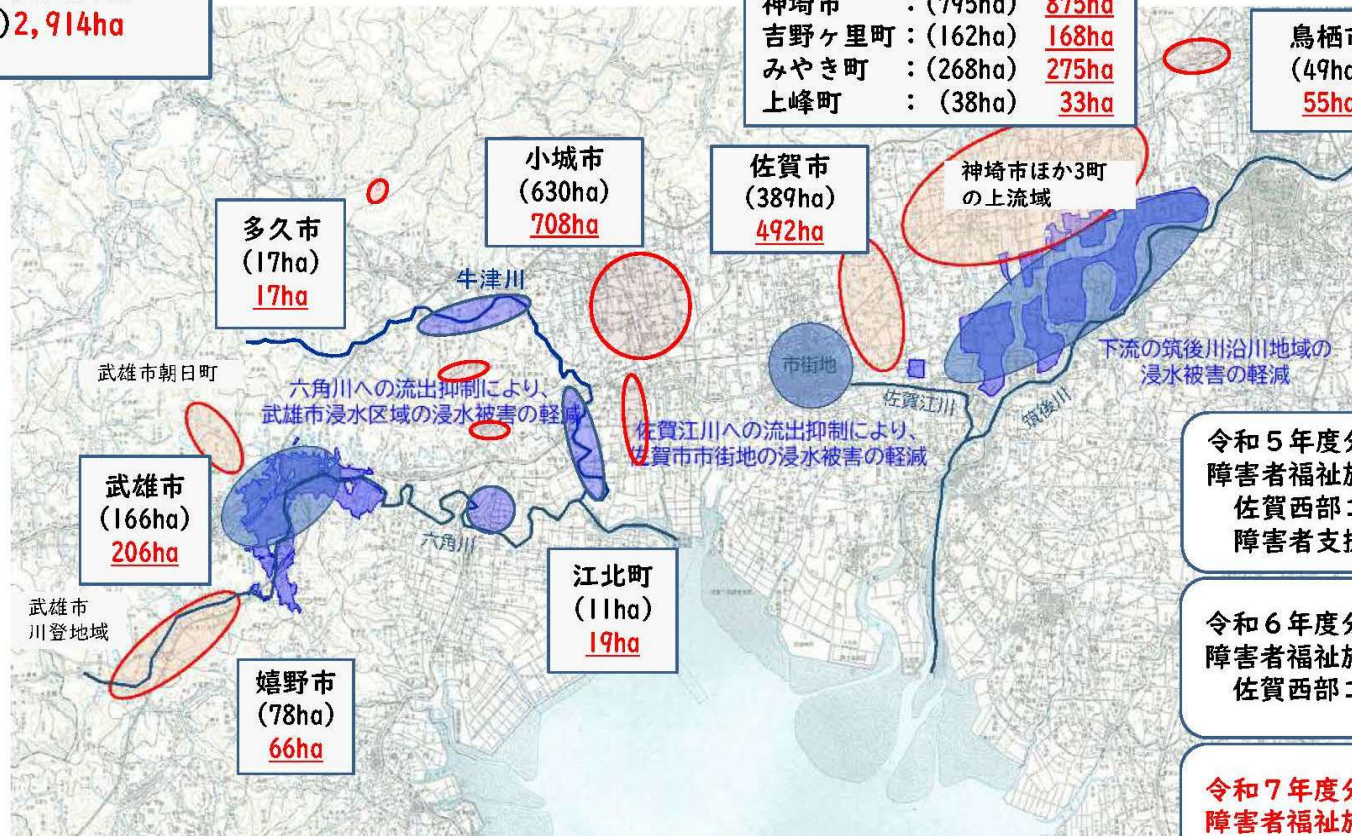 )2,914ha
神埼市 : (795ha) 875ha
吉野ヶ里町 : (162ha) 168ha
みやき町 : (268ha) 275ha
上峰町 : (38ha) 33ha
鳥栖市
(49ha
55ha
小城市
(630ha)
708ha
佐賀市
(389ha)
492ha
神埼市ほか3町
の上流域
多久市
(17ha)
17ha
牛津川
武雄市朝日町
六角川への流出抑制により、
武雄市浸水区域の浸水被害の軽減
市街地
佐賀江川
筑後川
下流の筑後川沿川地域の
浸水被害の軽減
佐賀江川への流出抑制により、
佐賀市市街地の浸水被害の軽減
武雄市
(166ha)
206ha
六角川
江北町
(11ha)
19ha
武雄市
川登地域
嬉野市
(78ha)
66ha
令和5年度分
障害者福祉施
佐賀西部コ
障害者支援
令和6年度分
障害者福祉施
佐賀西部コ
令和7年度分
障害者福祉施